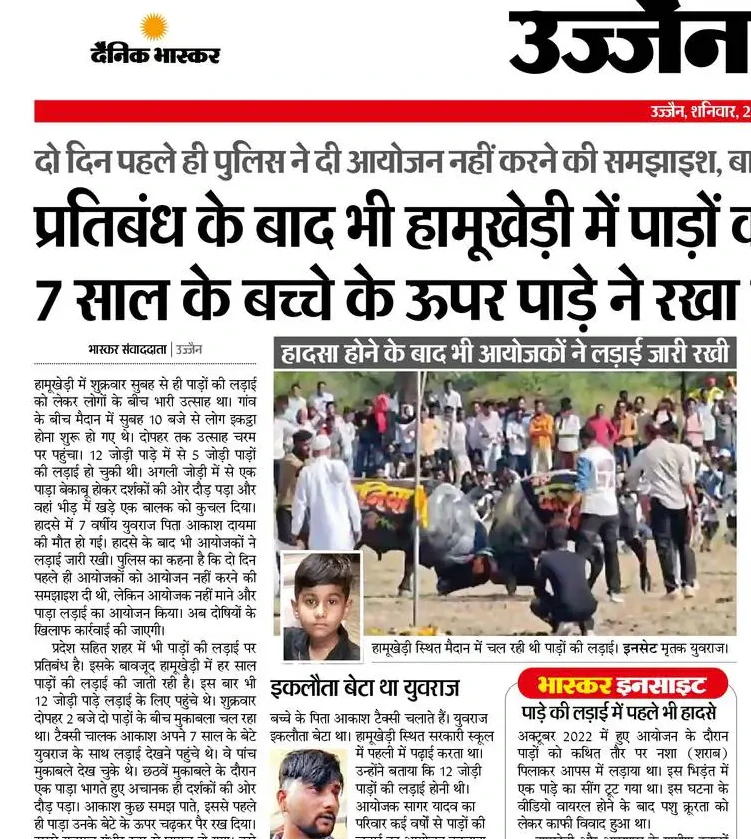 दैनिक भास्कर
उज्जैन
उज्जैन, शनिवार,
दो दिन पहले ही पुलिस ने दी आयोजन नहीं करने की समझाइश,
प्रतिबंध के बाद भी हामूखेड़ी में पाड़ों
7 साल के बच्चे के ऊपर पाड़े ने रखा
भास्कर संवाददाता | उज्जैन
हामूखेड़ी में शुक्रवार सुबह से ही पाड़ों की लड़ाई
को लेकर लोगों के बीच भारी उत्साह था। गांव
के बीच मैदान में सुबह 10 बजे से लोग इकट्ठा
होना शुरू हो गए थे। दोपहर तक उत्साह चरम
पर पहुंचा। 12 जोड़ी पाड़े में से 5 जोड़ी पाड़ों
की लड़ाई हो चुकी थी। अगली जोड़ी में से एक
पाड़ा बेकाबू होकर दर्शकों की ओर दौड़ पड़ा और
वहां भीड़ में खड़े एक बालक को कुचल दिया।
हादसे में 7 वर्षीय युवराज पिता आकाश दायमा
की मौत हो गई। हादसे के बाद भी आयोजकों ने
लड़ाई जारी रखी। पुलिस का कहना है कि दो दिन
पहले ही आयोजकों को आयोजन नहीं करने की
समझाइश दी थी, लेकिन आयोजक नहीं माने और
पाड़ा लड़ाई का आयोजन किया। अब दोषियों के
खिलाफ कार्रवाई की जाएगी।
प्रदेश सहित शहर में भी पाड़ों की लड़ाई पर
प्रतिबंध है। इसके बावजूद हामूखेड़ी में हर साल
पाड़ों की लड़ाई की जाती रही है। इस बार भी
12 जोड़ी पाड़े लड़ाई के लिए पहुंचे थे। शुक्रवार
दोपहर 2 बजे दो पाड़ों के बीच मुकाबला चल रहा
था। टैक्सी चालक आकाश अपने 7 साल के बेटे
युवराज के साथ लड़ाई देखने पहुंचे थे। वे पांच
मुकाबले देख चुके थे। छठवें मुकाबले के दौरान
एक पाड़ा भागते हुए अचानक ही दर्शकों की ओर
दौड़ पड़ा। आकाश कुछ समझ पाते, इससे पहले
ही पाड़ा उनके बेटे के ऊपर चढ़कर पैर रख दिया।
हादसा होने के बाद भी आयोजकों ने लड़ाई जारी रखी
हामूखेड़ी स्थित मैदान में चल रही थी पाड़ों की लड़ाई। इनसेट मृतक युवराज।
इकलौता बेटा था युवराज
बच्चे के पिता आकाश टैक्सी चलाते हैं। युवराज
इकलौता बेटा था। हामूखेड़ी स्थित सरकारी स्कूल
में पहली में पढ़ाई करता था।
उन्होंने बताया कि 12 जोड़ी
पाड़ों की लड़ाई होनी थी।
आयोजक सागर यादव का
परिवार कई वर्षों से पाड़ों की
भास्कर इनसाइट
पाड़े की लड़ाई में पहले भी हादसे
अक्टूबर 2022 में हुए आयोजन के दौरान
पाड़ों को कथित तौर पर नशा (शराब)
पिलाकर आपस में लड़ाया था। इस भिड़ंत में
एक पाड़े का सींग टूट गया था। इस घटना के
वीडियो वायरल होने के बाद पशु क्रूरता को
लेकर काफी विवाद हुआ था।